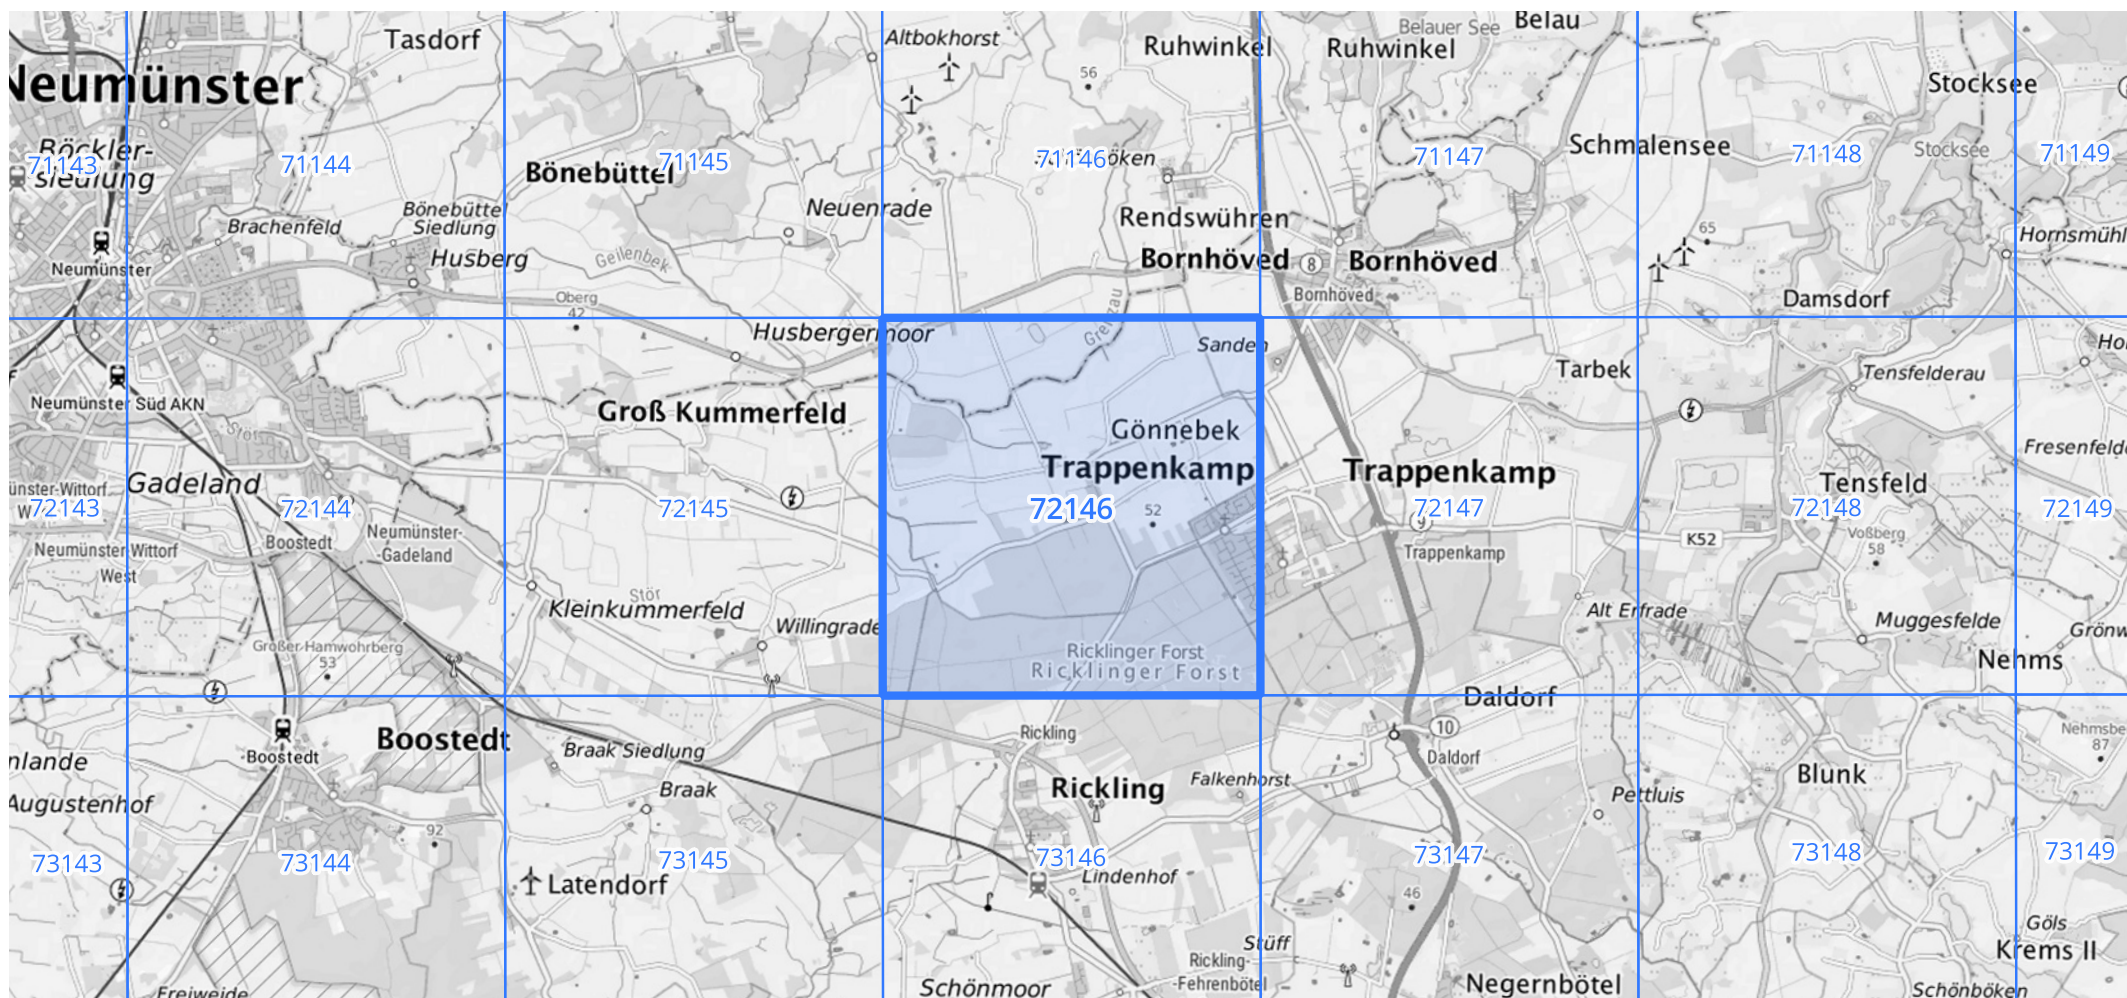 Tasdorf
Altbokhorst
Ruhwinkel
Ruhwinkel
Belauer See
Belau
56
Neumünster
Stocksee
Böckler-
siedlung
71143
71144
Bönebüttel
71145
71146
71147
Schmalensee
71148
Stocksee
71149
Brachenfeld
Bönebüttel
Siedlung
Neuenrade
Rendswühren
65
Hornsmühl
Husberg
Geilenbek
Bornhöved
8
Bornhöved
Neumünster
Oberg
42
Bornhöved
Damsdorf
Grenzau
Husbergermoor
Sanden
Tarbek
Tensfelderau
Neumünster Süd AKN
Groß Kummerfeld
Gönnebek
Stör
Trappenkamp
Trappenkamp
Gadeland
Tensfeld
72143
72144
72145
72146
52
72147
9
72148
72149
Boostedt
Neumünster-
-Gadeland
Neumünster-Wittorf
West
Trappenkamp
K52
Voßberg
58
Stör
Kleinkummerfeld
Willingrade
Alt Erfrade
Muggesfelde
Großer-Hamwohrberg
53
Ricklinger Forst
Ricklinger Forst
Nehms
Daldorf
Boostedt
Boostedt
Braak Siedlung
Rickling
10
Daldorf
87
Augustenhof
Braak
Rickling
Falkenhorst
Pettluis
Blunk
92
73143
73144
73145
73146
73147
73148
73149
Latendorf
Lindenhof
46
Göls
Stüff
Krems II
Rickling-
-Fehrenbötel
Freiweide
Schönmoor
Negernbötel
Schönböken